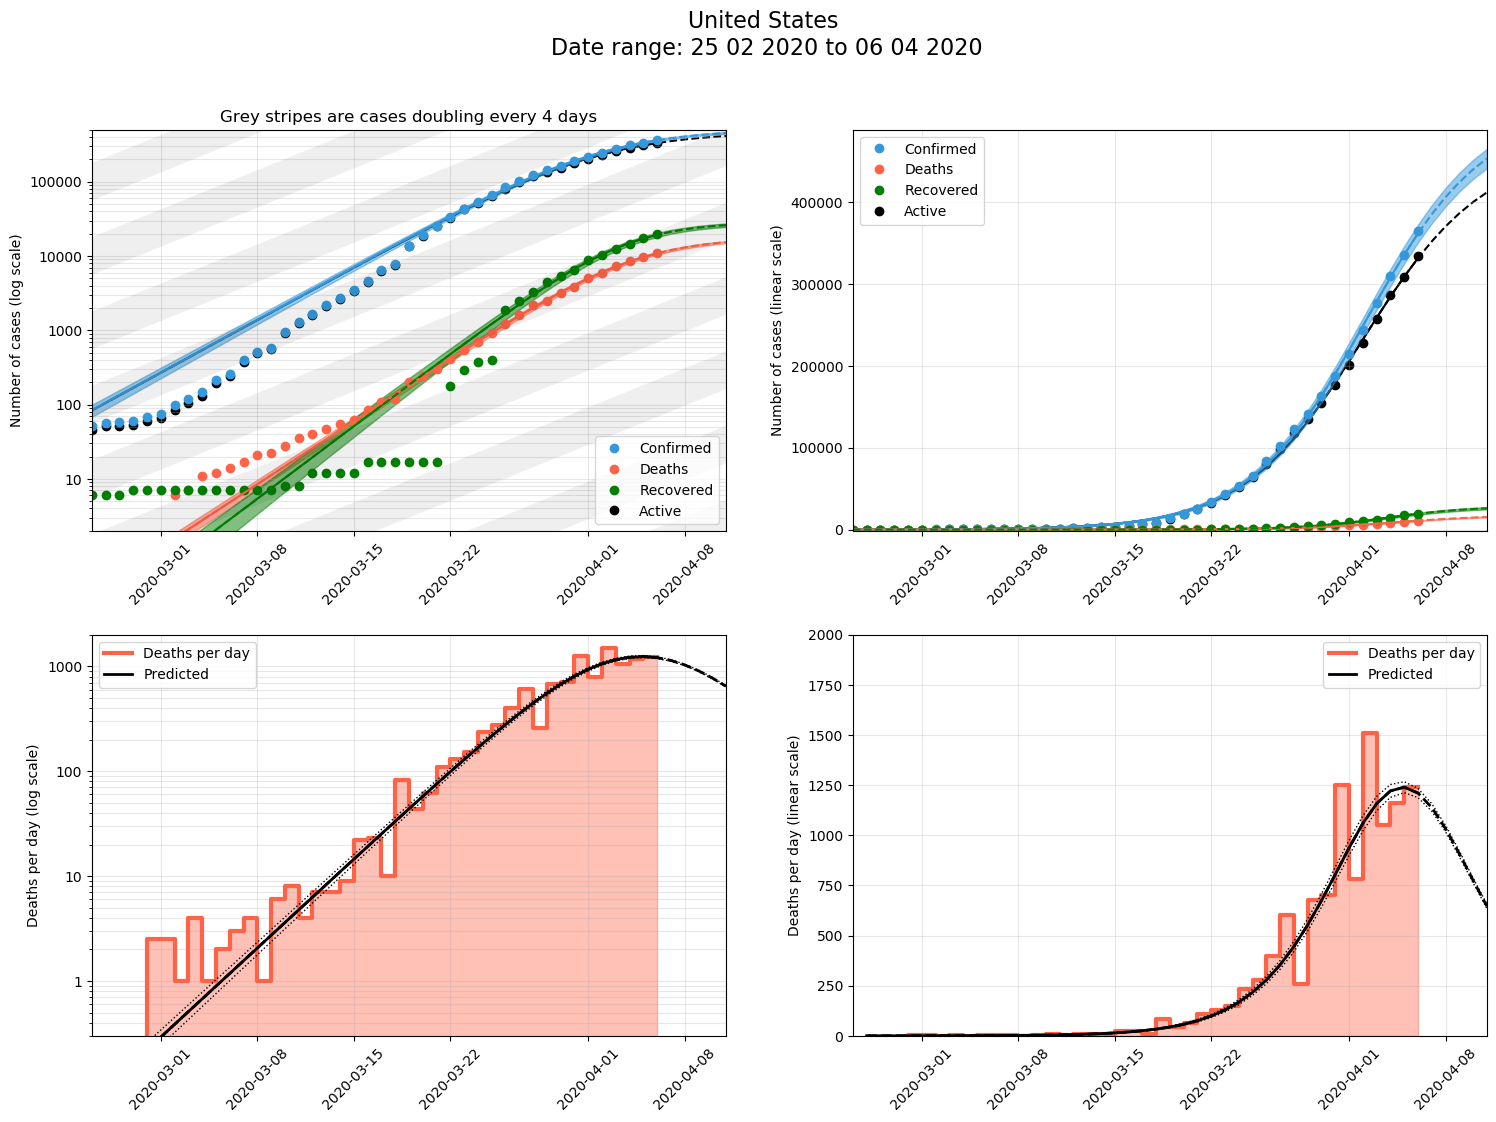 United States
Date range: 25 02 2020 to 06 04 2020
Grey stripes are cases doubling every 4 days
Number of cases (log scale)
100000
10000
1000
100
10
Confirmed
Deaths
Recovered
Active
2020-03-01
2020-03-08
2020-03-15
2020-03-22
2020-04-01
2020-04-08
Number of cases (linear scale)
400000
300000
200000
100000
0
Confirmed
Deaths
Recovered
Active
2020-03-01
2020-03-08
2020-03-15
2020-03-22
2020-04-01
2020-04-08
Deaths per day (log scale)
1000
100
10
1
Deaths per day
Predicted
2020-03-01
2020-03-08
2020-03-15
2020-03-22
2020-04-01
2020-04-08
Deaths per day (linear scale)
2000
1750
1500
1250
1000
750
500
250
0
Deaths per day
Predicted
2020-03-01
2020-03-08
2020-03-15
2020-03-22
2020-04-01
2020-04-08